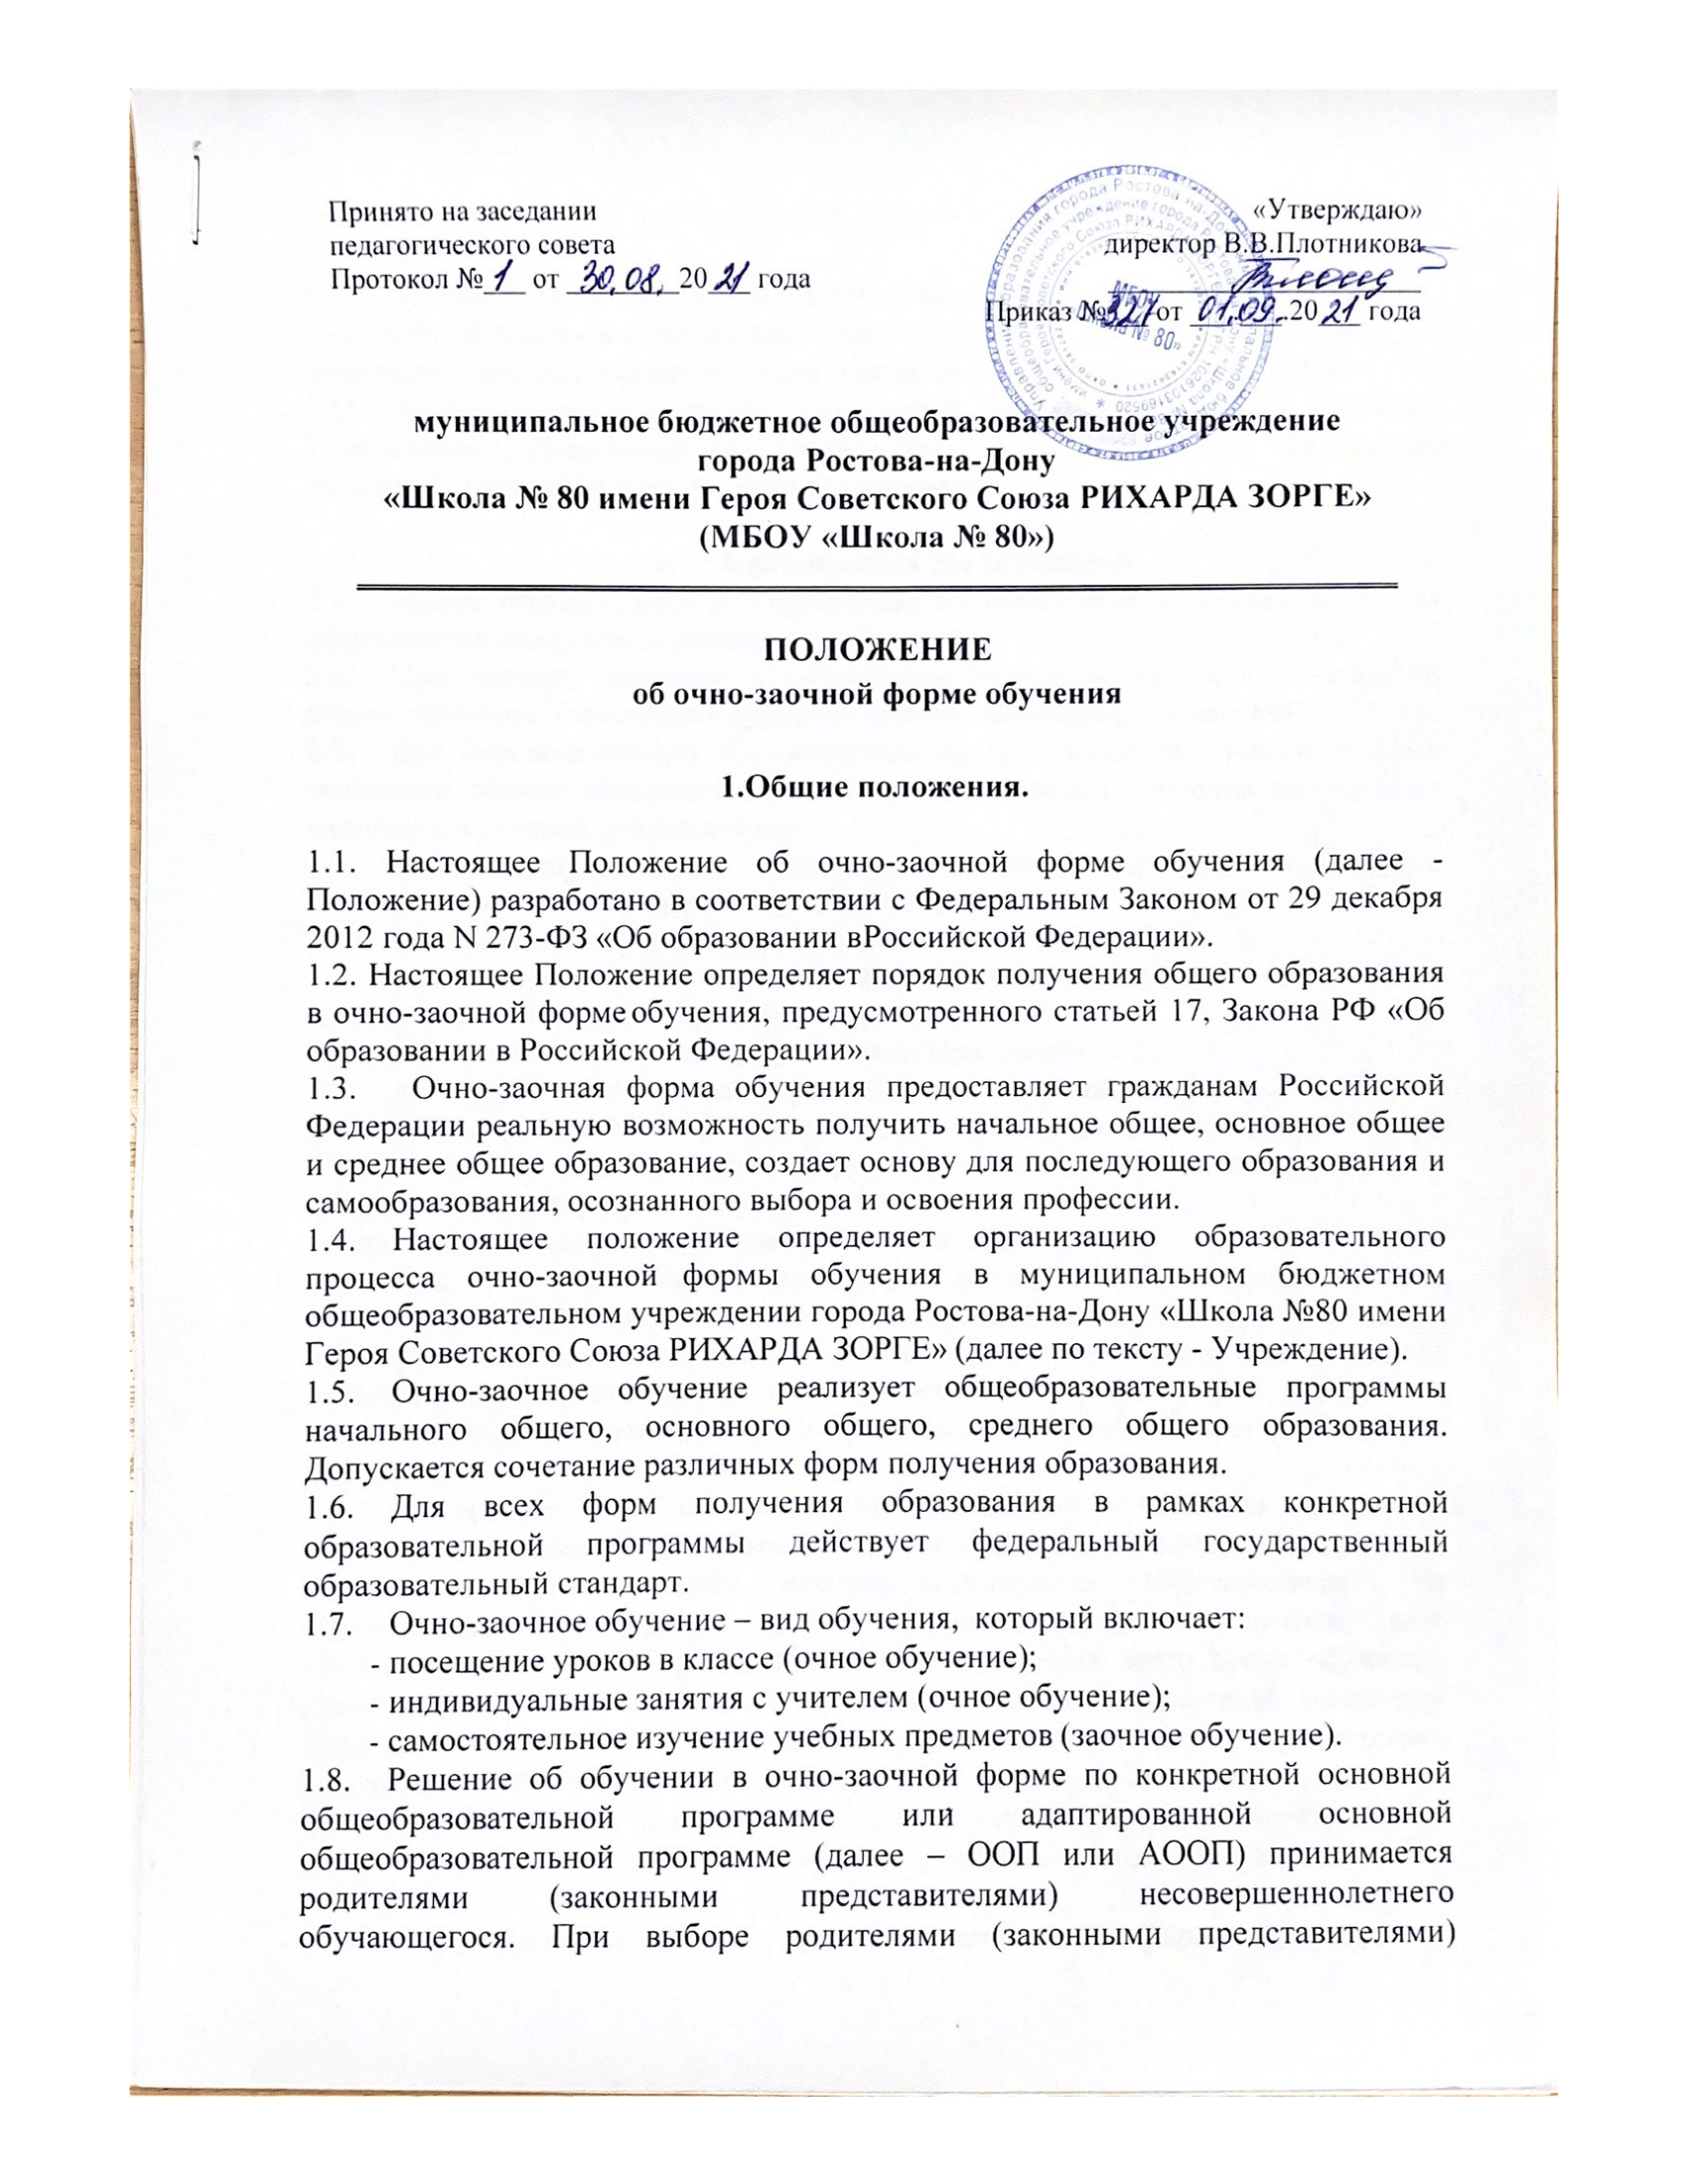 Принято на заседании
педагогического совета
Протокол № 1 от 30.08. 2021 года
«Утверждаю»
директор В.В.Плотникова
Приказ № 327 от 01.09. 2021 года
МБОУ
«Школа № 80»
муниципальное бюджетное общеобразовательное учреждение
города Ростова-на-Дону
«Школа № 80 имени Героя Советского Союза РИХАРДА ЗОРГЕ»
(МБОУ «Школа № 80»)
ПОЛОЖЕНИЕ
об очно-заочной форме обучения
1.Общие положения.
1.1. Настоящее Положение об очно-заочной форме обучения (далее -
Положение) разработано в соответствии с Федеральным Законом от 29 декабря
2012 года N 273-ФЗ «Об образовании вРоссийской Федерации».
1.2. Настоящее Положение определяет порядок получения общего образования
в очно-заочной форме обучения, предусмотренного статьей 17, Закона РФ «Об
образовании в Российской Федерации».
1.3. Очно-заочная форма обучения предоставляет гражданам Российской
Федерации реальную возможность получить начальное общее, основное общее
и среднее общее образование, создает основу для последующего образования и
самообразования, осознанного выбора и освоения профессии.
1.4. Настоящее положение определяет организацию образовательного
процесса очно-заочной формы обучения в муниципальном бюджетном
общеобразовательном учреждении города Ростова-на-Дону «Школа №80 имени
Героя Советского Союза РИХАРДА ЗОРГЕ» (далее по тексту - Учреждение).
1.5. Очно-заочное обучение реализует общеобразовательные программы
начального общего, основного общего, среднего общего образования.
Допускается сочетание различных форм получения образования.
1.6. Для всех форм получения образования в рамках конкретной
образовательной программы действует федеральный государственный
образовательный стандарт.
1.7. Очно-заочное обучение – вид обучения, который включает:
- посещение уроков в классе (очное обучение);
- индивидуальные занятия с учителем (очное обучение);
- самостоятельное изучение учебных предметов (заочное обучение).
1.8. Решение об обучении в очно-заочной форме по конкретной основной
общеобразовательной программе или адаптированной основной
общеобразовательной программе (далее – ООП или АООП) принимается
родителями (законными представителями) несовершеннолетнего
обучающегося. При выборе родителями (законными представителями)